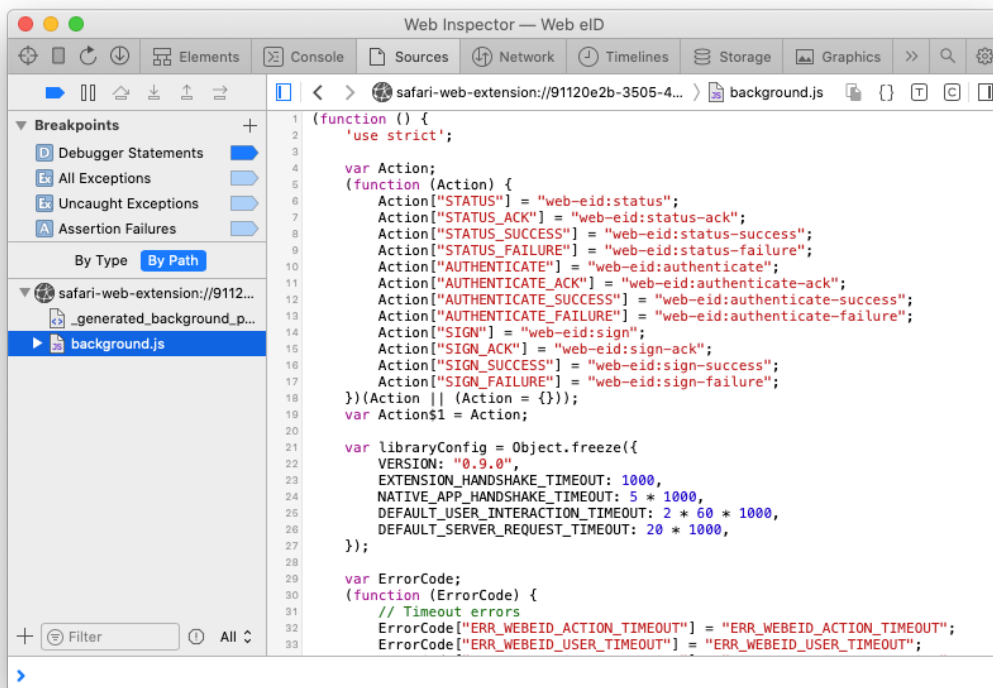 Web Inspector — Web eID
Elements Console Sources Network Timelines Storage Graphics
safari-web-extension://91120e2b-3505-4... background.js
Breakpoints
Debugger Statements
All Exceptions
Uncaught Exceptions
Assertion Failures
By Type By Path
safari-web-extension://9112...
_generated_background_p...
background.js
Filter All
1 (function () {
2     'use strict';
3
4     var Action;
5     (function (Action) {
6         Action["STATUS"] = "web-eid:status";
7         Action["STATUS_ACK"] = "web-eid:status-ack";
8         Action["STATUS_SUCCESS"] = "web-eid:status-success";
9         Action["STATUS_FAILURE"] = "web-eid:status-failure";
10         Action["AUTHENTICATE"] = "web-eid:authenticate";
11         Action["AUTHENTICATE_ACK"] = "web-eid:authenticate-ack";
12         Action["AUTHENTICATE_SUCCESS"] = "web-eid:authenticate-success";
13         Action["AUTHENTICATE_FAILURE"] = "web-eid:authenticate-failure";
14         Action["SIGN"] = "web-eid:sign";
15         Action["SIGN_ACK"] = "web-eid:sign-ack";
16         Action["SIGN_SUCCESS"] = "web-eid:sign-success";
17         Action["SIGN_FAILURE"] = "web-eid:sign-failure";
18     })(Action || (Action = {}));
19     var Action$1 = Action;
20
21     var libraryConfig = Object.freeze({
22         VERSION: "0.9.0",
23         EXTENSION_HANDSHAKE_TIMEOUT: 1000,
24         NATIVE_APP_HANDSHAKE_TIMEOUT: 5 * 1000,
25         DEFAULT_USER_INTERACTION_TIMEOUT: 2 * 60 * 1000,
26         DEFAULT_SERVER_REQUEST_TIMEOUT: 20 * 1000,
27     });
28
29     var ErrorCode;
30     (function (ErrorCode) {
31         // Timeout errors
32         ErrorCode["ERR_WEBEID_ACTION_TIMEOUT"] = "ERR_WEBEID_ACTION_TIMEOUT";
33         ErrorCode["ERR_WEBEID_USER_TIMEOUT"] = "ERR_WEBEID_USER_TIMEOUT";